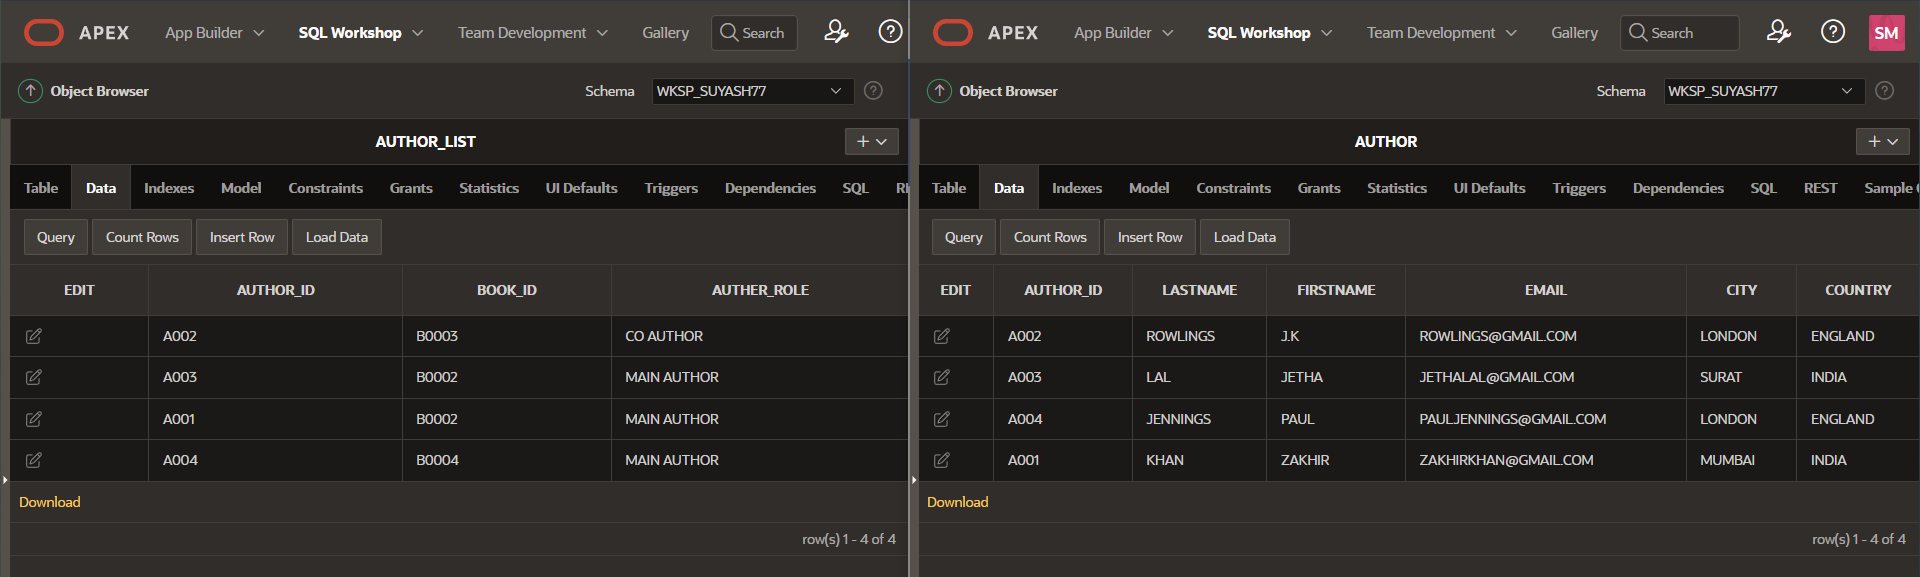 APEX App Builder SQL Workshop Team Development Gallery Search ?
Object Browser Schema WKSP_SUYASH77 ?
AUTHOR_LIST +
Table Data Indexes Model Constraints Grants Statistics UI Defaults Triggers Dependencies SQL
Query Count Rows Insert Row Load Data
EDIT AUTHOR_ID BOOK_ID AUTHER_ROLE
A002 B0003 CO AUTHOR
A003 B0002 MAIN AUTHOR
A001 B0002 MAIN AUTHOR
A004 B0004 MAIN AUTHOR
Download
row(s) 1 - 4 of 4
APEX App Builder SQL Workshop Team Development Gallery Search ? SM
Object Browser Schema WKSP_SUYASH77 ?
AUTHOR +
Table Data Indexes Model Constraints Grants Statistics UI Defaults Triggers Dependencies SQL REST Sample
Query Count Rows Insert Row Load Data
EDIT AUTHOR_ID LASTNAME FIRSTNAME EMAIL CITY COUNTRY
A002 ROWLINGS J.K ROWLINGS@GMAIL.COM LONDON ENGLAND
A003 LAL JETHA JETHALAL@GMAIL.COM SURAT INDIA
A004 JENNINGS PAUL PAULJENNINGS@GMAIL.COM LONDON ENGLAND
A001 KHAN ZAKHIR ZAKHIRKHAN@GMAIL.COM MUMBAI INDIA
Download
row(s) 1 - 4 of 4